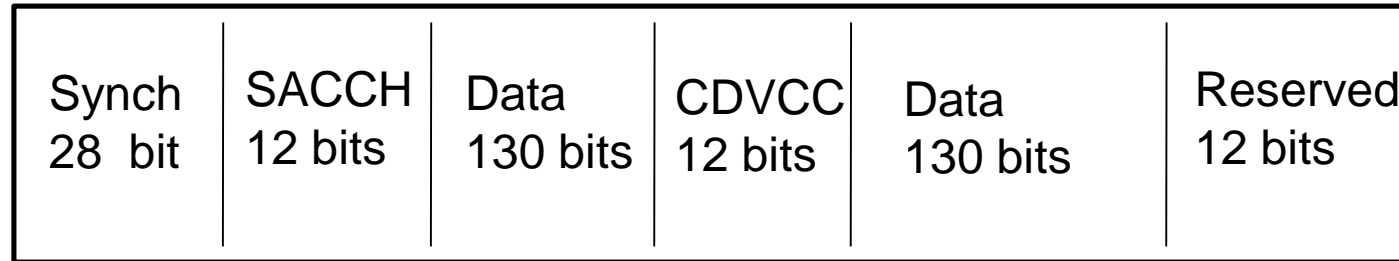 Synch
28 bit
SACCH
12 bits
Data
130 bits
CDVCC
12 bits
Data
130 bits
Reserved
12 bits